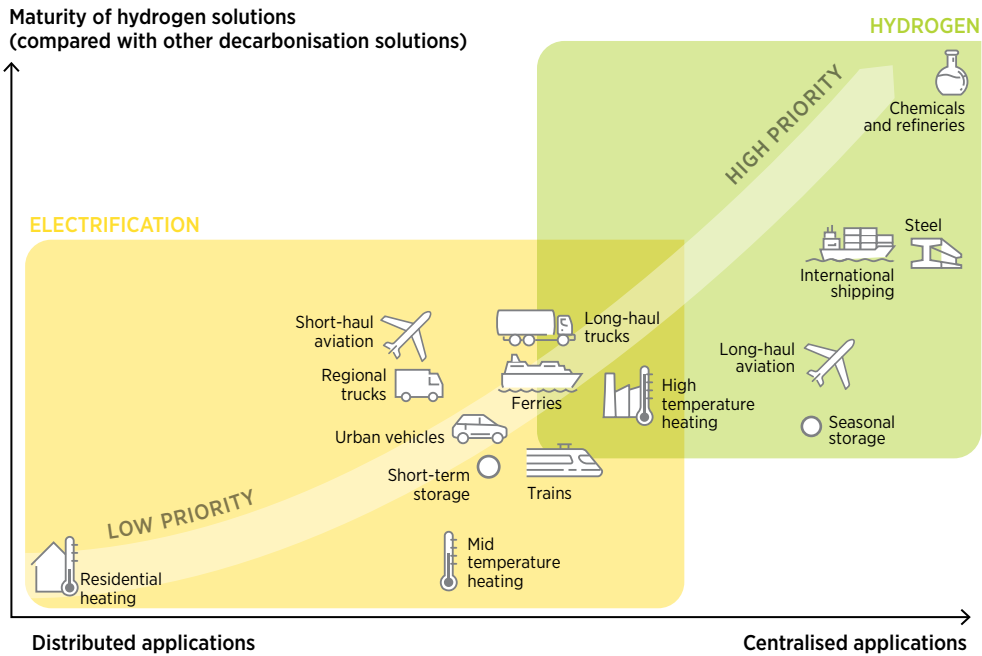 Maturity of hydrogen solutions
(compared with other decarbonisation solutions)
HYDROGEN
HIGH PRIORITY
Chemicals
and refineries
ELECTRIFICATION
Steel
International
shipping
Short-haul
aviation
Long-haul
trucks
Long-haul
aviation
Regional
trucks
Ferries
High
temperature
heating
Urban vehicles
Seasonal
storage
Short-term
storage
Trains
LOW PRIORITY
Mid
temperature
heating
Residential
heating
Distributed applications
Centralised applications